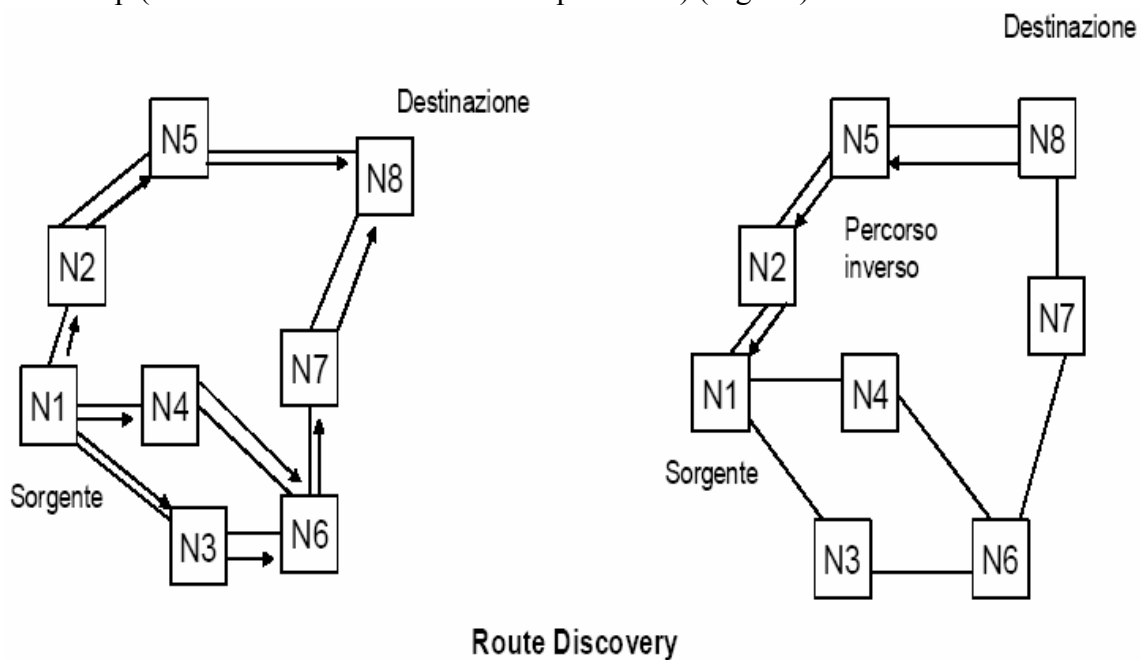 Destinazione
N5
N8
N2
N7
N1
N4
Sorgente
N3
N6
Destinazione
N5
N8
Percorso
inverso
N2
N7
N1
N4
Sorgente
N3
N6
Route Discovery